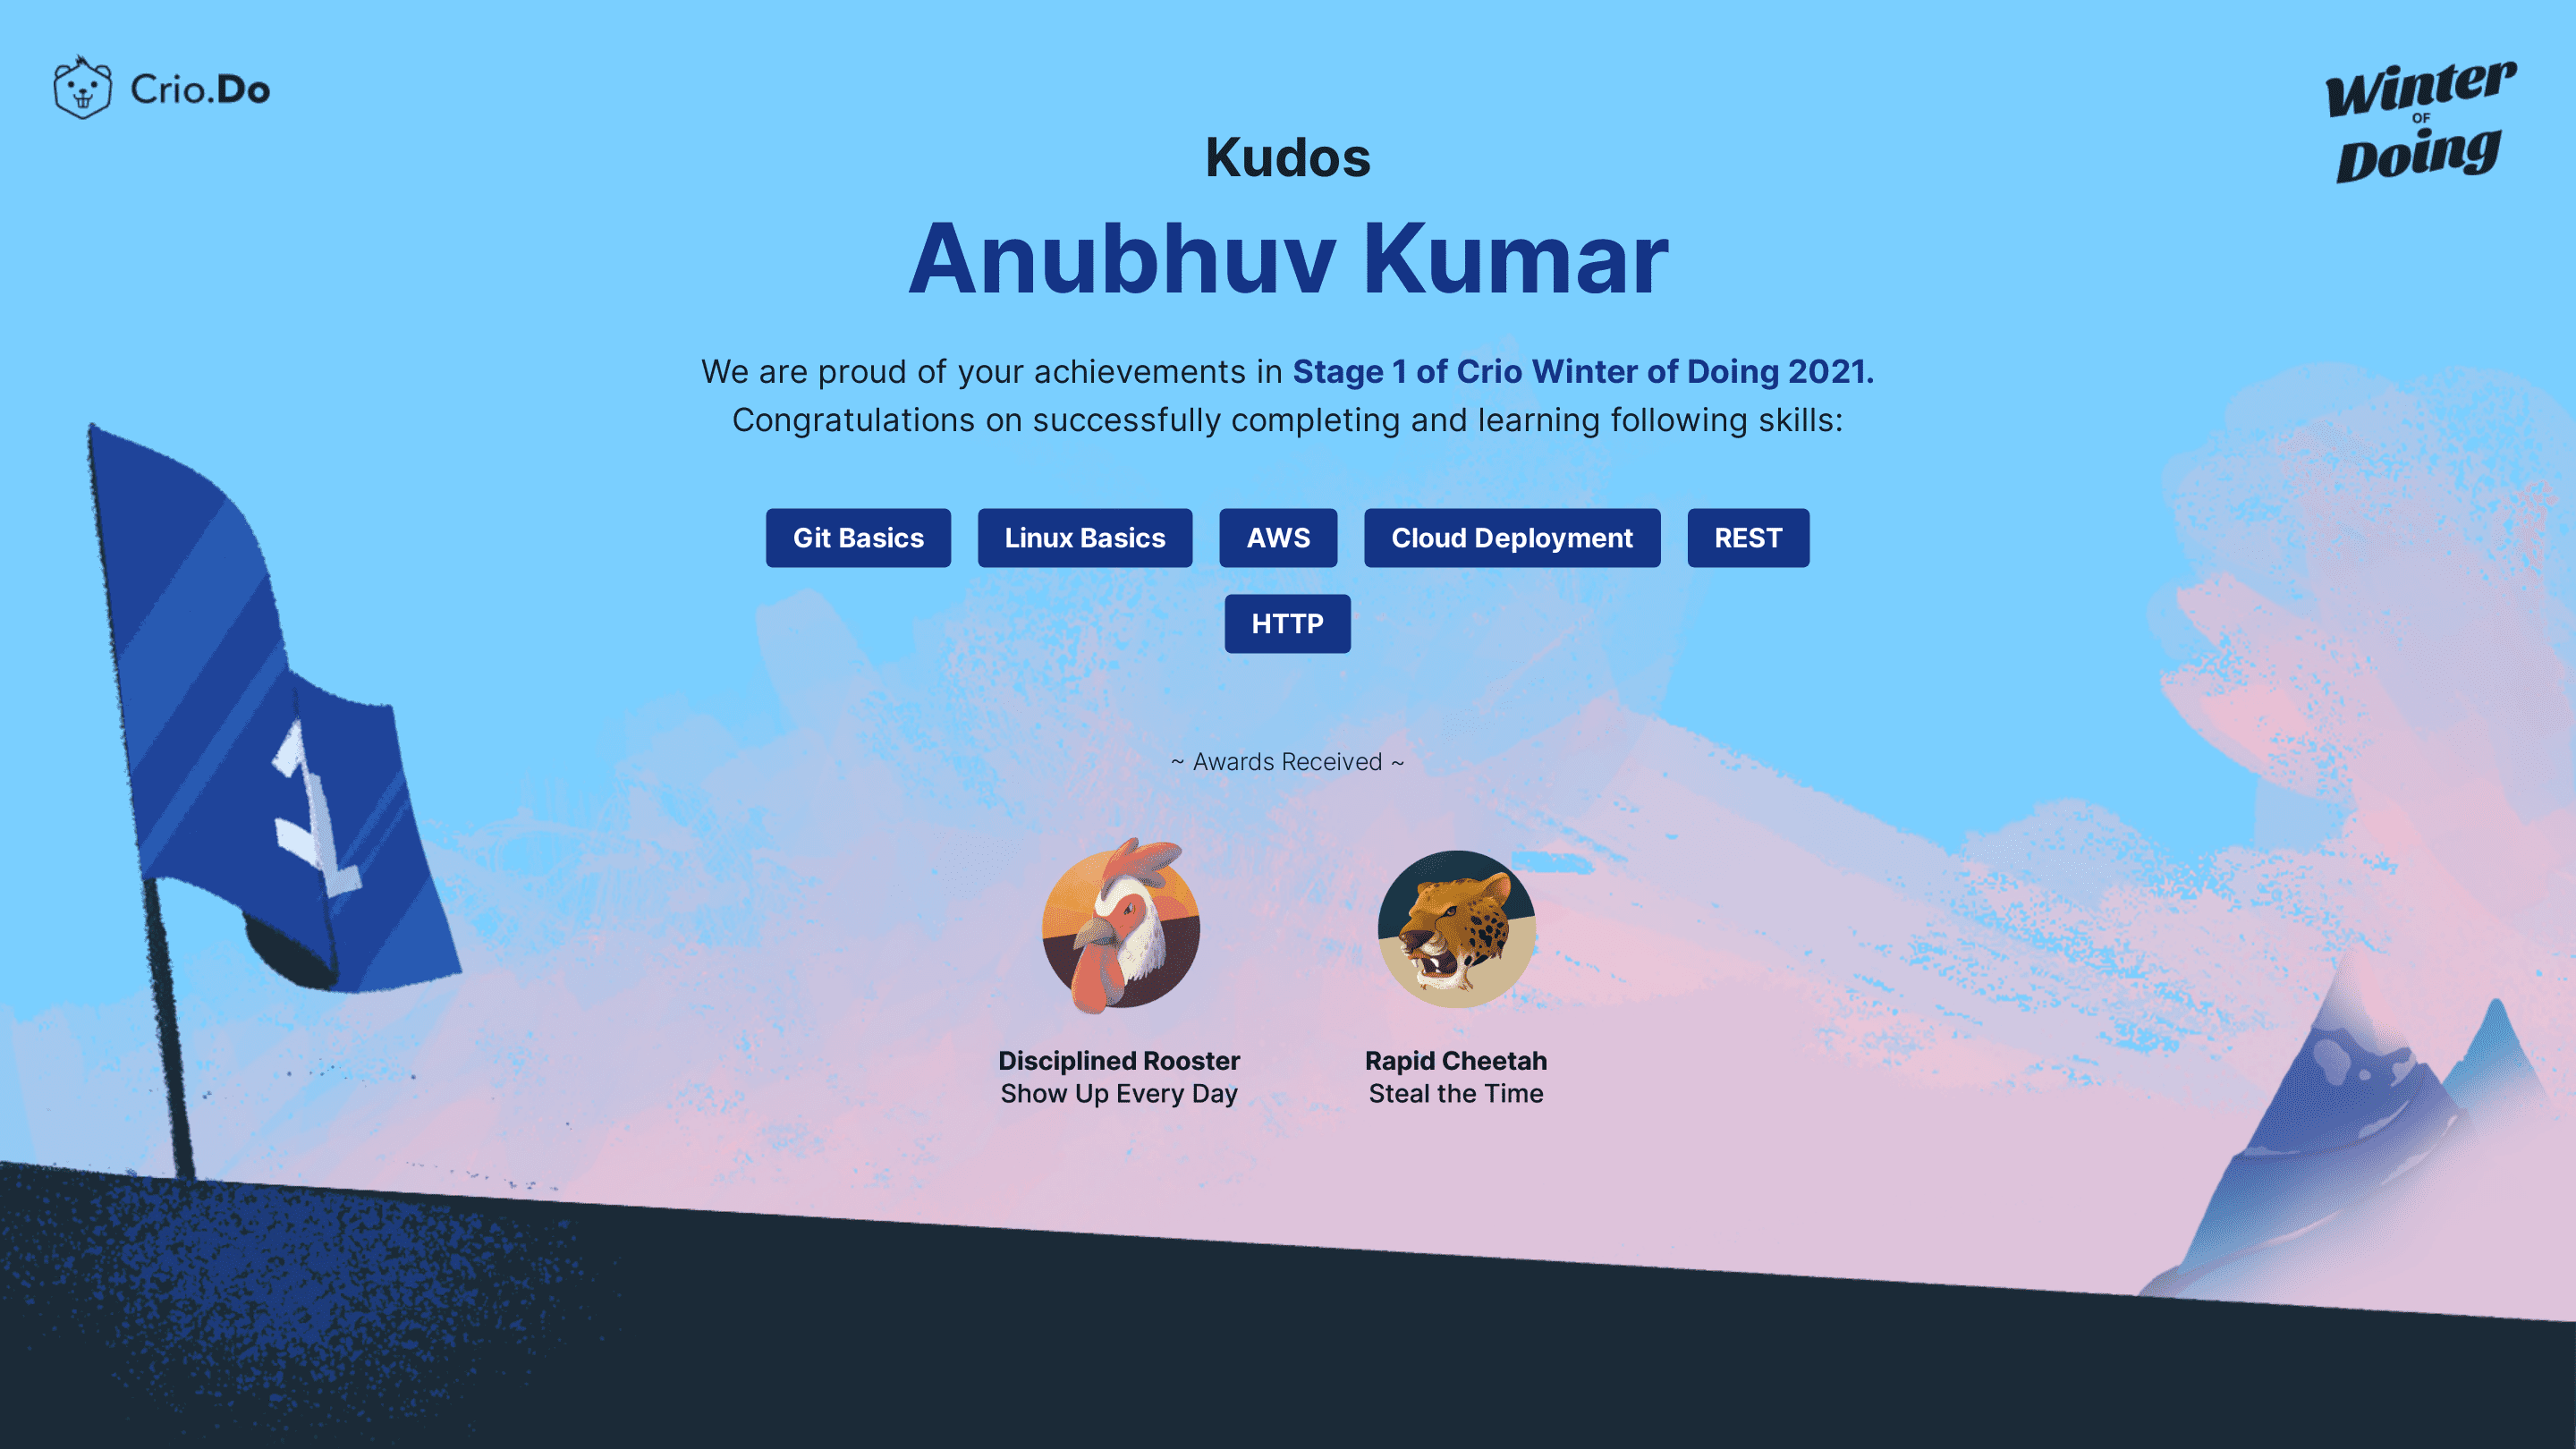 Crio.Do
Winter
OF
Doing
Kudos
Anubhuv Kumar
We are proud of your achievements in Stage 1 of Crio Winter of Doing 2021.
Congratulations on successfully completing and learning following skills:
Git Basics Linux Basics AWS Cloud Deployment REST
HTTP
1
~ Awards Received ~
Disciplined Rooster
Show Up Every Day
Rapid Cheetah
Steal the Time